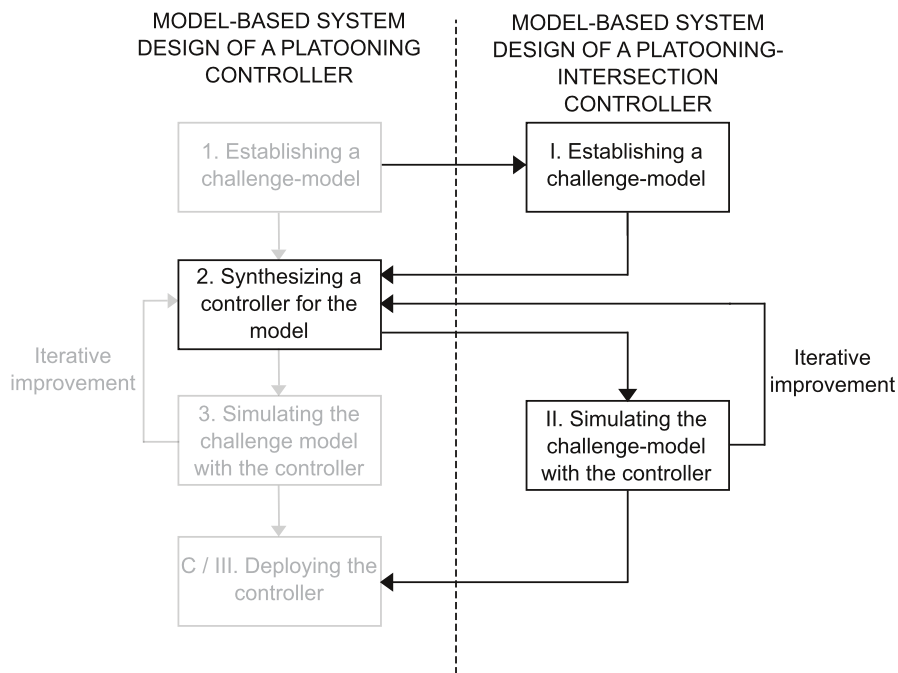 MODEL-BASED SYSTEM
DESIGN OF A PLATOONING
CONTROLLER
MODEL-BASED SYSTEM
DESIGN OF A PLATOONING-
INTERSECTION
CONTROLLER
1. Establishing a
challenge-model
I. Establishing a
challenge-model
2. Synthesizing a
controller for the
model
Iterative
improvement
Iterative
improvement
3. Simulating the
challenge model
with the controller
II. Simulating the
challenge-model
with the controller
C / III. Deploying the
controller